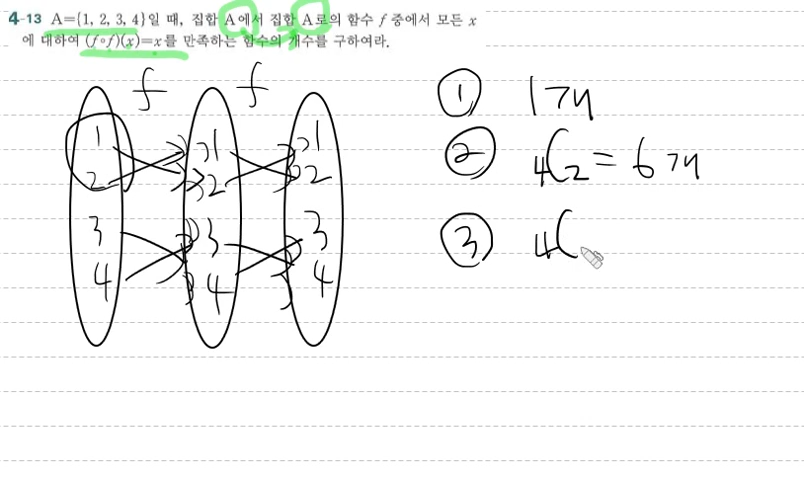 4-13 A={1, 2, 3, 4}일 때, 집합 A에서 집합 A로의 함수 f 중에서 모든 x
에 대하여 (f∘f)(x)=x를 만족하는 함수의 개수를 구하여라.
f f
1 1 1
2 2 2
3 3 3
4 4 4
① 1개
② ₄C₂ = 6개
③ ₄C